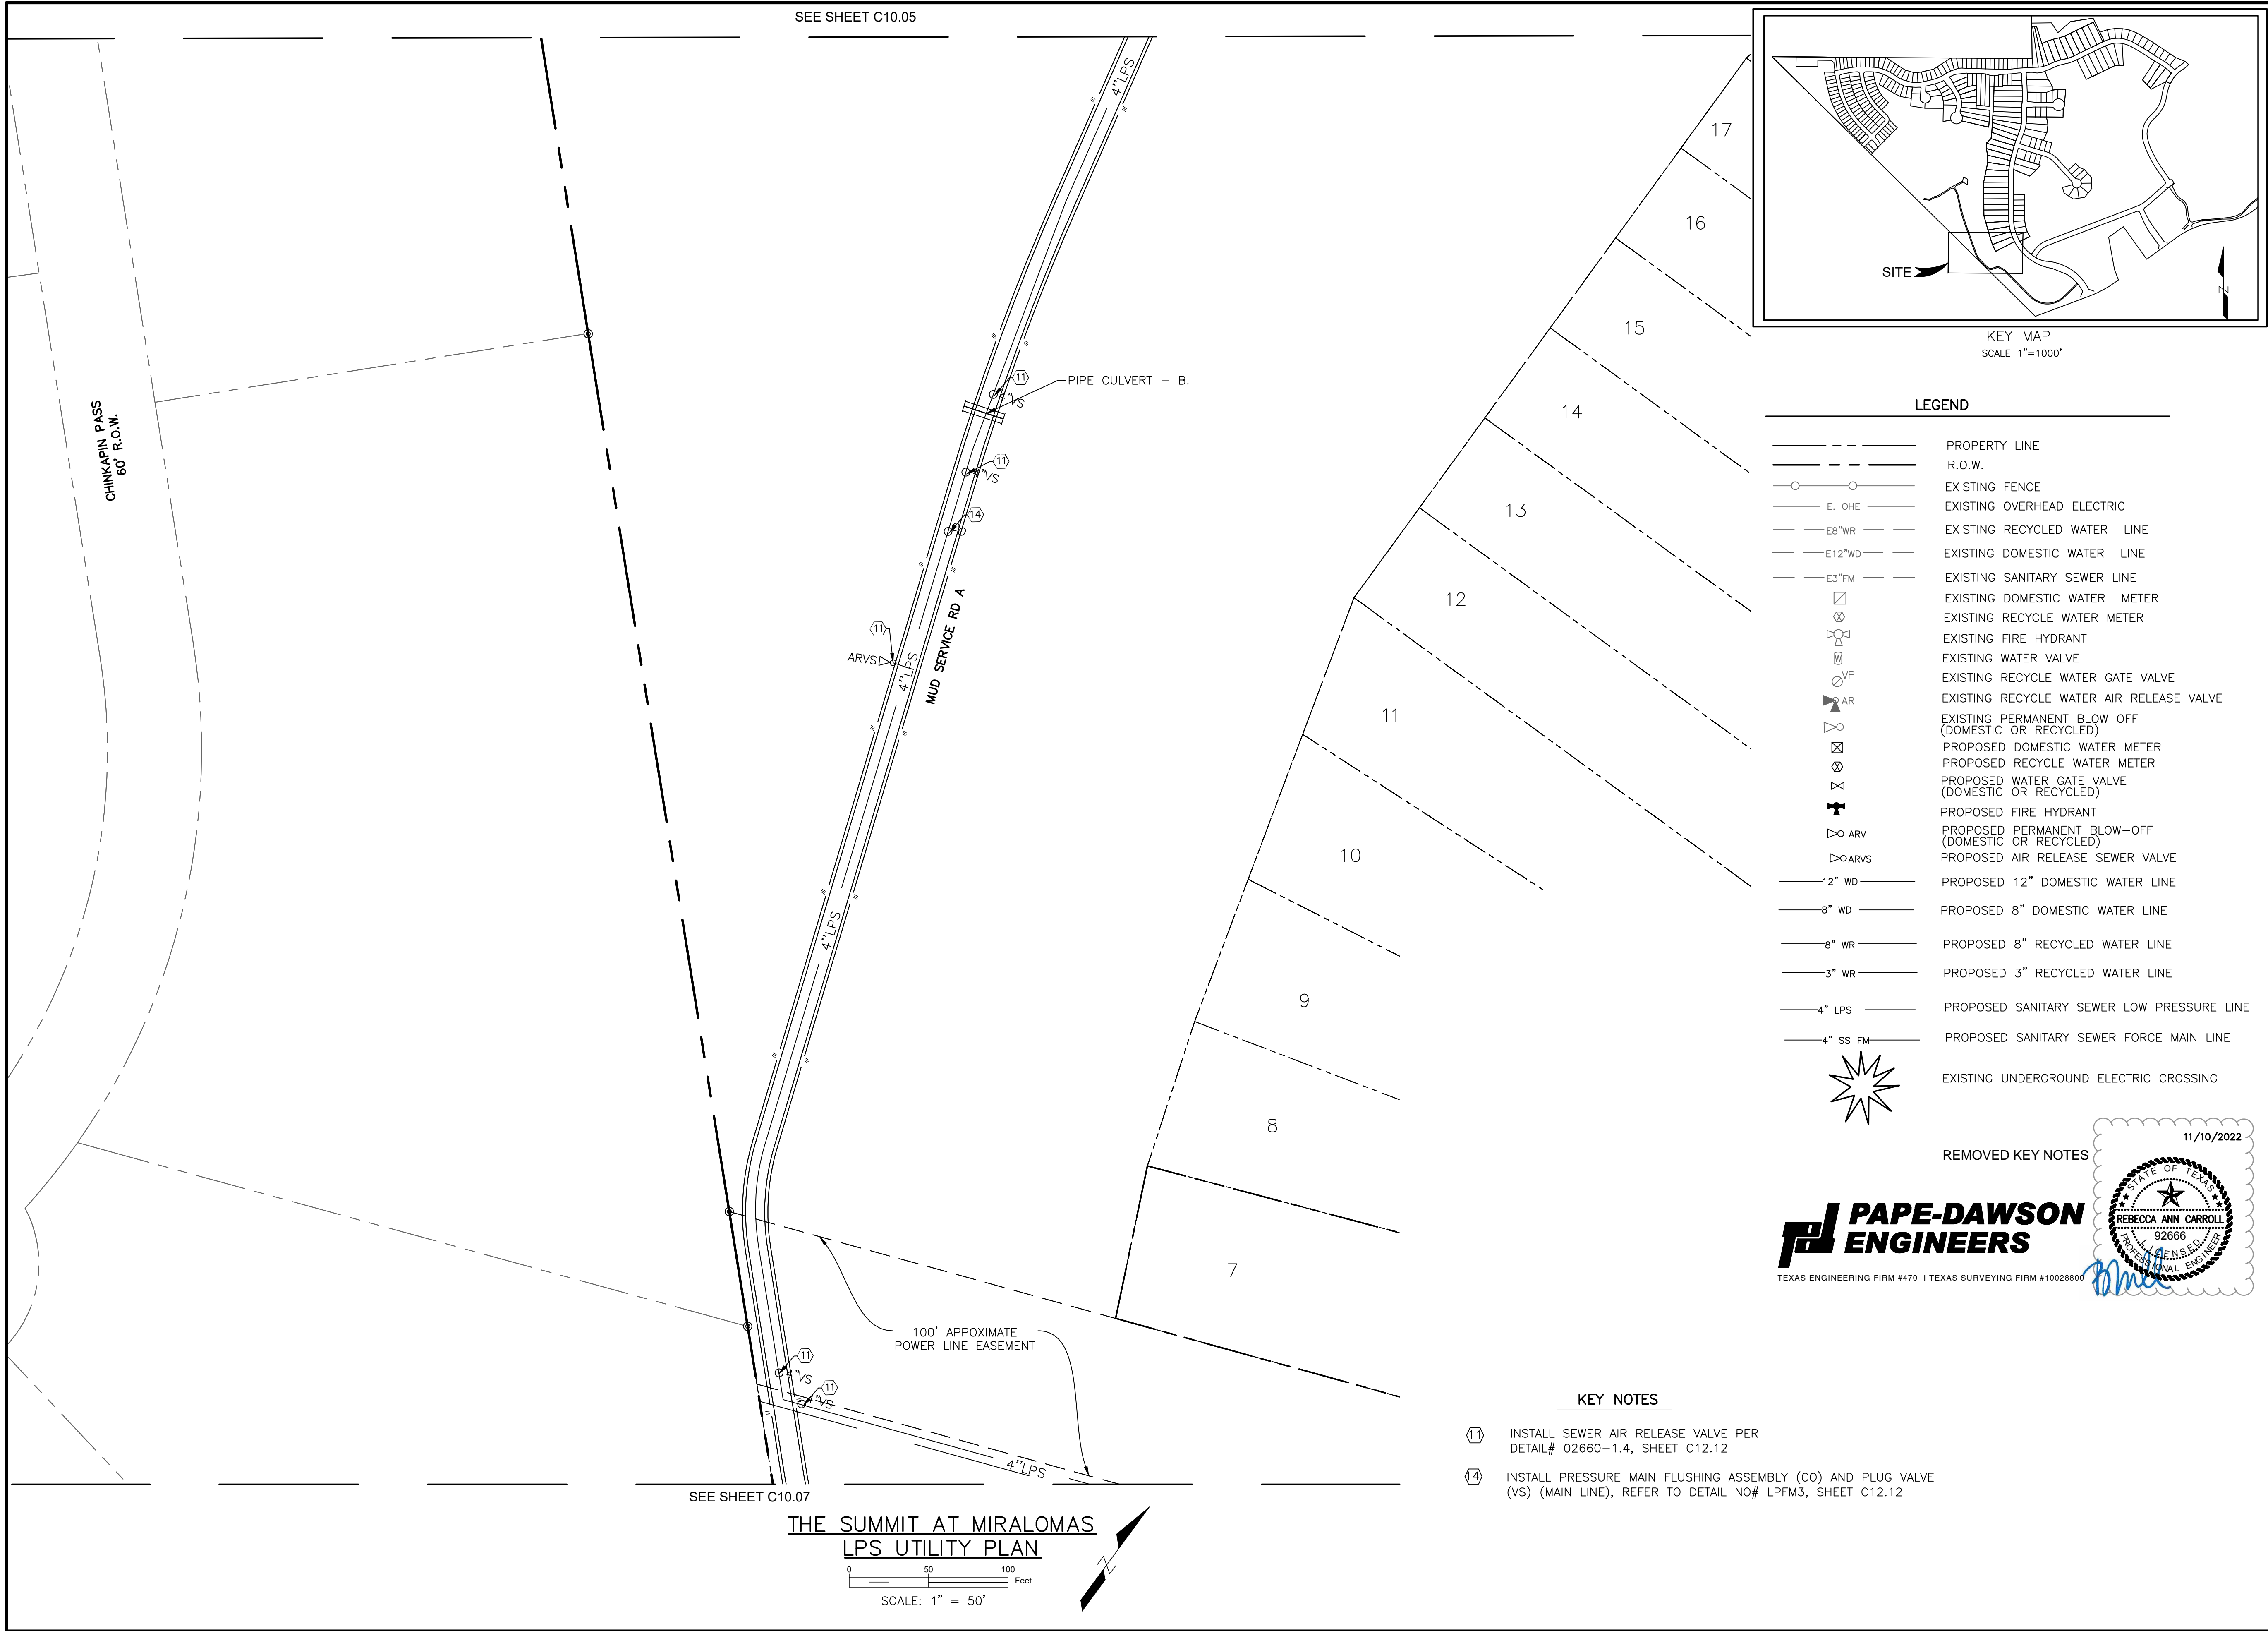 SEE SHEET C10.05
4"LPS
CHINKAPIN PASS
60' R.O.W.
11
4"VS
PIPE CULVERT - B.
11
4"VS
14
11
ARVS
4"LPS
MUD SERVICE RD A
4"LPS
17
16
15
14
13
12
11
10
9
8
7
100' APPOXIMATE
POWER LINE EASEMENT
11
4"VS
11
4"VS
4"LPS
SEE SHEET C10.07
THE SUMMIT AT MIRALOMAS
LPS UTILITY PLAN
0 50 100
Feet
SCALE: 1" = 50'
N
SITE
N
KEY MAP
SCALE 1"=1000'
LEGEND
PROPERTY LINE
R.O.W.
EXISTING FENCE
E. OHE EXISTING OVERHEAD ELECTRIC
E8"WR EXISTING RECYCLED WATER LINE
E12"WD EXISTING DOMESTIC WATER LINE
E3"FM EXISTING SANITARY SEWER LINE
EXISTING DOMESTIC WATER METER
EXISTING RECYCLE WATER METER
EXISTING FIRE HYDRANT
W EXISTING WATER VALVE
VP EXISTING RECYCLE WATER GATE VALVE
AR EXISTING RECYCLE WATER AIR RELEASE VALVE
EXISTING PERMANENT BLOW OFF
(DOMESTIC OR RECYCLED)
PROPOSED DOMESTIC WATER METER
PROPOSED RECYCLE WATER METER
PROPOSED WATER GATE VALVE
(DOMESTIC OR RECYCLED)
PROPOSED FIRE HYDRANT
ARV PROPOSED PERMANENT BLOW-OFF
(DOMESTIC OR RECYCLED)
ARVS PROPOSED AIR RELEASE SEWER VALVE
12" WD PROPOSED 12" DOMESTIC WATER LINE
8" WD PROPOSED 8" DOMESTIC WATER LINE
8" WR PROPOSED 8" RECYCLED WATER LINE
3" WR PROPOSED 3" RECYCLED WATER LINE
4" LPS PROPOSED SANITARY SEWER LOW PRESSURE LINE
4" SS FM PROPOSED SANITARY SEWER FORCE MAIN LINE
EXISTING UNDERGROUND ELECTRIC CROSSING
REMOVED KEY NOTES
11/10/2022
STATE OF TEXAS
REBECCA ANN CARROLL
92666
LICENSED
PROFESSIONAL ENGINEER
PAPE-DAWSON
ENGINEERS
TEXAS ENGINEERING FIRM #470 I TEXAS SURVEYING FIRM #10028800
KEY NOTES
11 INSTALL SEWER AIR RELEASE VALVE PER
DETAIL# 02660-1.4, SHEET C12.12
14 INSTALL PRESSURE MAIN FLUSHING ASSEMBLY (CO) AND PLUG VALVE
(VS) (MAIN LINE), REFER TO DETAIL NO# LPFM3, SHEET C12.12